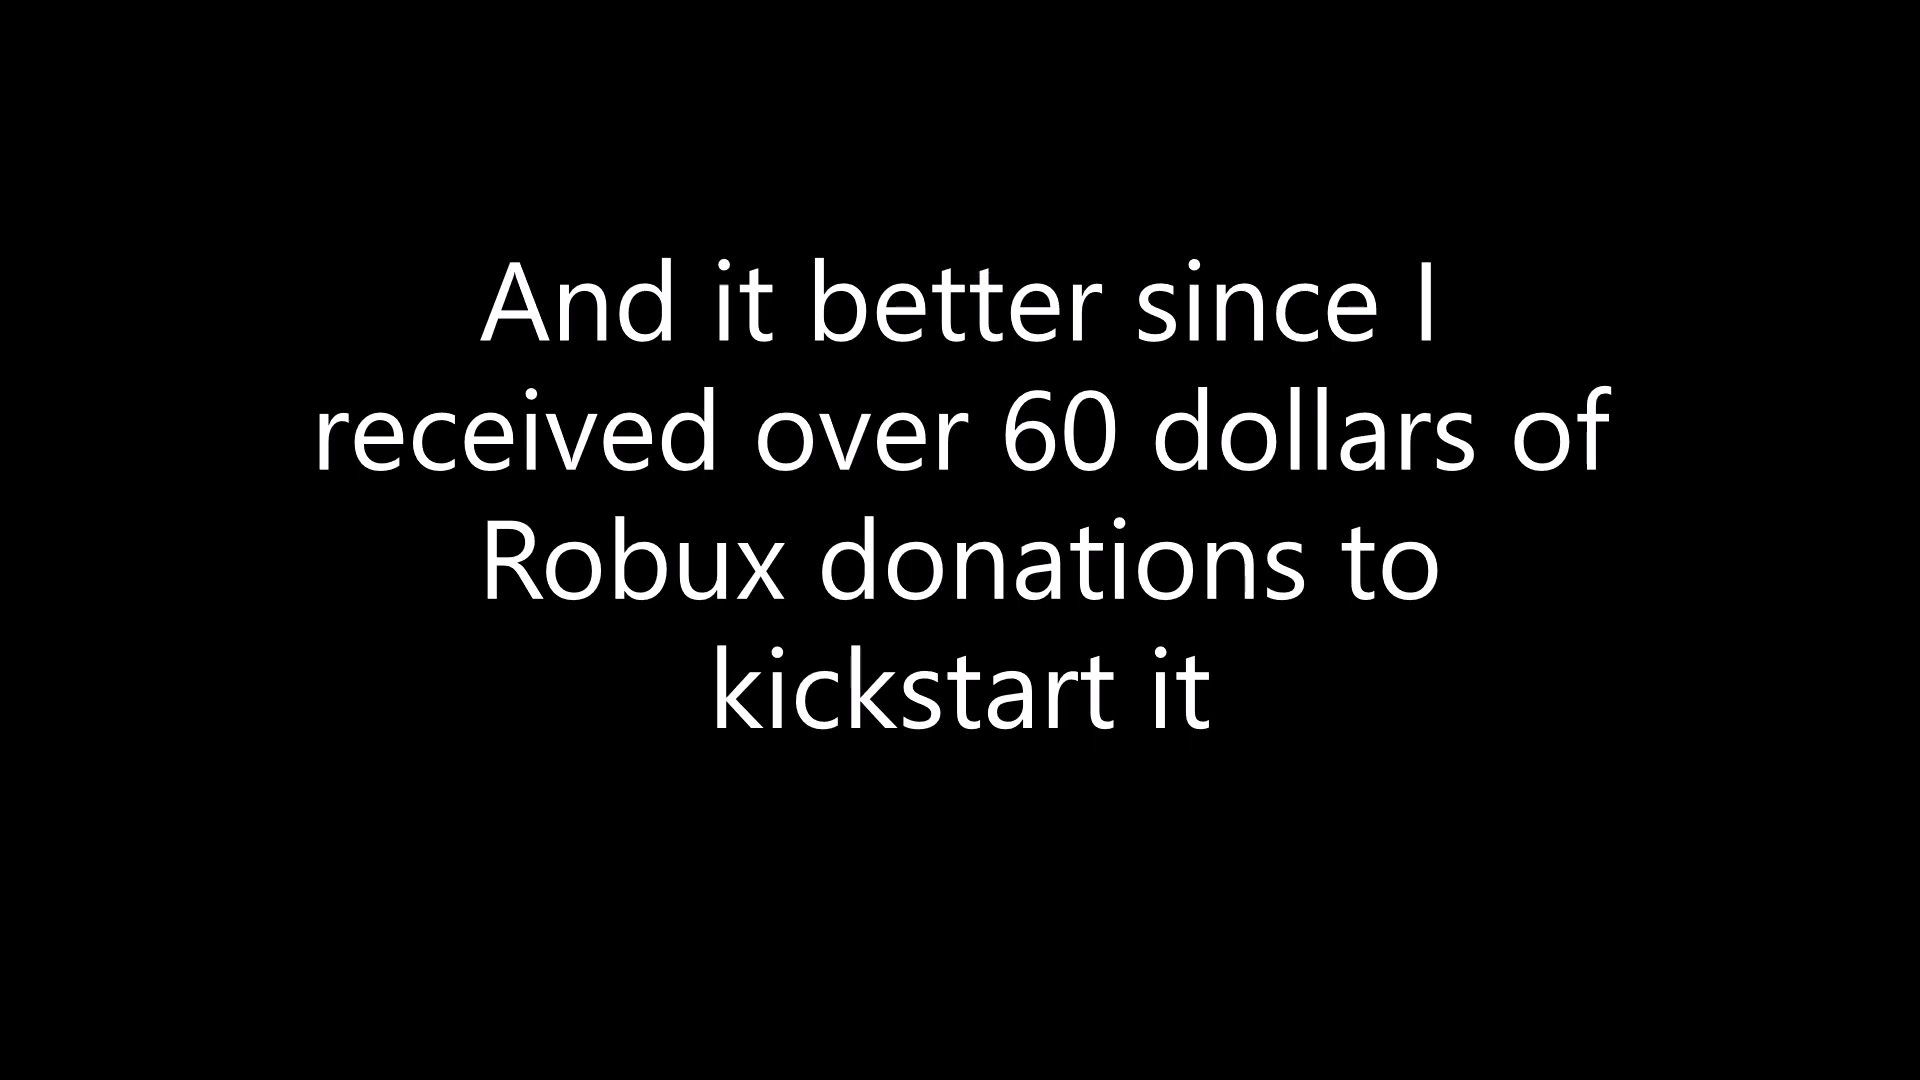 And it better since I
received over 60 dollars of
Robux donations to
kickstart it